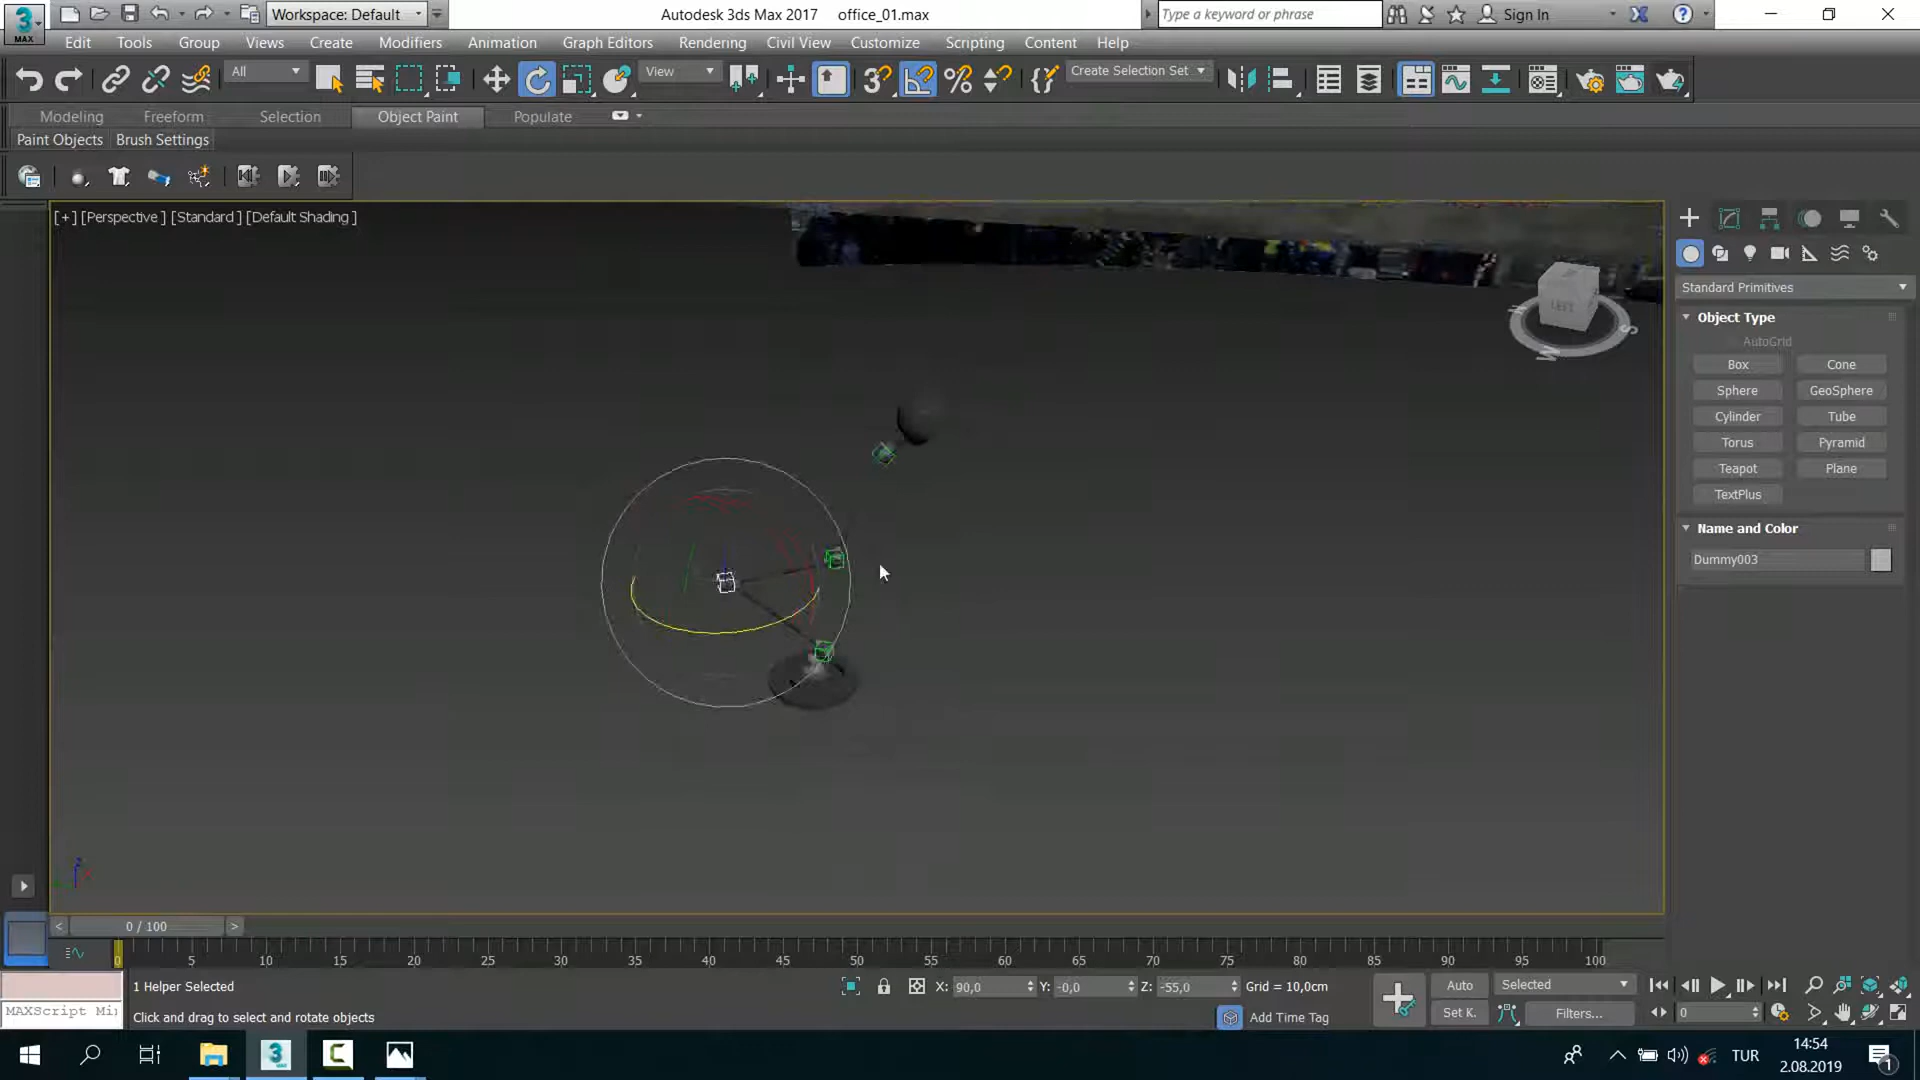 MAX
Workspace: Default
Autodesk 3ds Max 2017
office_01.max
Type a keyword or phrase
Sign In
Edit
Tools
Group
Views
Create
Modifiers
Animation
Graph Editors
Rendering
Civil View
Customize
Scripting
Content
Help
All
View
Create Selection Set
Modeling
Freeform
Selection
Object Paint
Populate
Paint Objects
Brush Settings
[+] [Perspective ] [Standard ] [Default Shading ]
LEFT
S
W
Standard Primitives
Object Type
AutoGrid
Box
Cone
Sphere
GeoSphere
Cylinder
Tube
Torus
Pyramid
Teapot
Plane
TextPlus
Name and Color
Dummy003
0 / 100
0 5 10 15 20 25 30 35 40 45 50 55 60 65 70 75 80 85 90 95 100
1 Helper Selected
X: 90,0
Y: -0,0
Z: -55,0
Grid = 10,0cm
Auto
Selected
MAXScript Mi
Click and drag to select and rotate objects
Add Time Tag
Set K.
Filters...
0
TUR
14:54
2.08.2019
1